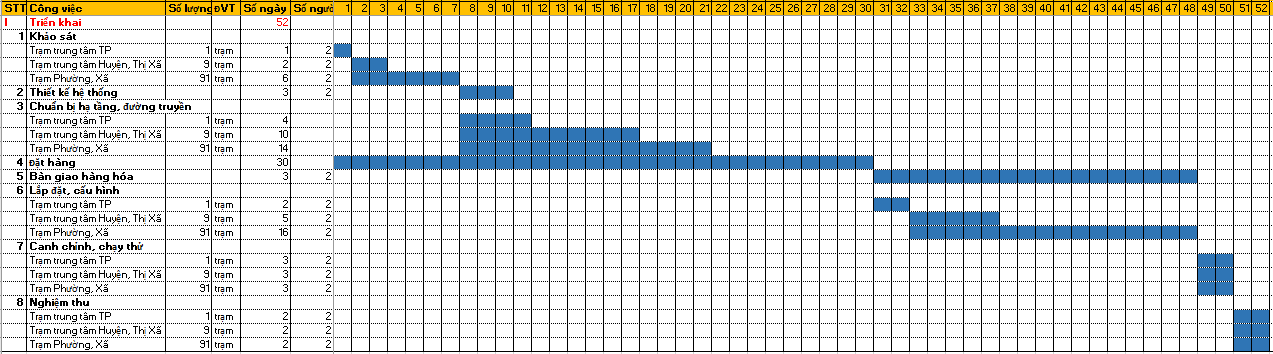 STT Công việc Số lượng ĐVT Số ngày Số người 1 2 3 4 5 6 7 8 9 10 11 12 13 14 15 16 17 18 19 20 21 22 23 24 25 26 27 28 29 30 31 32 33 34 35 36 37 38 39 40 41 42 43 44 45 46 47 48 49 50 51 52
I Triển khai 52
1 Khảo sát
Trạm trung tâm TP 1 trạm 1 2
Trạm trung tâm Huyện, Thị Xã 9 trạm 2 2
Trạm Phường, Xã 91 trạm 6 2
2 Thiết kế hệ thống 3 2
3 Chuẩn bị hạ tầng, đường truyền
Trạm trung tâm TP 1 trạm 4
Trạm trung tâm Huyện, Thị Xã 9 trạm 10
Trạm Phường, Xã 91 trạm 14
4 Đặt hàng 30
5 Bàn giao hàng hóa 3 2
6 Lắp đặt, cấu hình
Trạm trung tâm TP 1 trạm 2 2
Trạm trung tâm Huyện, Thị Xã 9 trạm 5 2
Trạm Phường, Xã 91 trạm 16 2
7 Canh chỉnh, chạy thử
Trạm trung tâm TP 1 trạm 3 2
Trạm trung tâm Huyện, Thị Xã 9 trạm 3 2
Trạm Phường, Xã 91 trạm 3 2
8 Nghiệm thu
Trạm trung tâm TP 1 trạm 2 2
Trạm trung tâm Huyện, Thị Xã 9 trạm 2 2
Trạm Phường, Xã 91 trạm 2 2